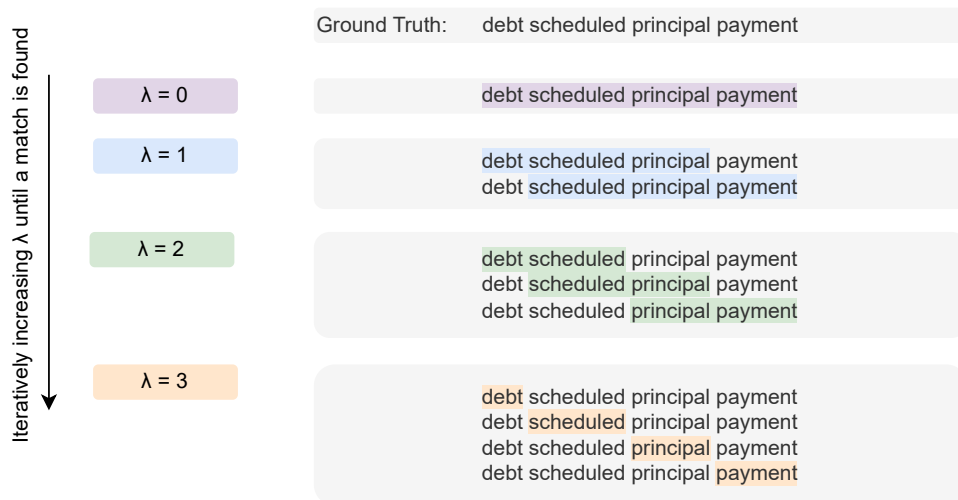 Ground Truth: debt scheduled principal payment
Iteratively increasing λ until a match is found
λ = 0
debt scheduled principal payment
λ = 1
debt scheduled principal payment
debt scheduled principal payment
λ = 2
debt scheduled principal payment
debt scheduled principal payment
debt scheduled principal payment
λ = 3
debt scheduled principal payment
debt scheduled principal payment
debt scheduled principal payment
debt scheduled principal payment